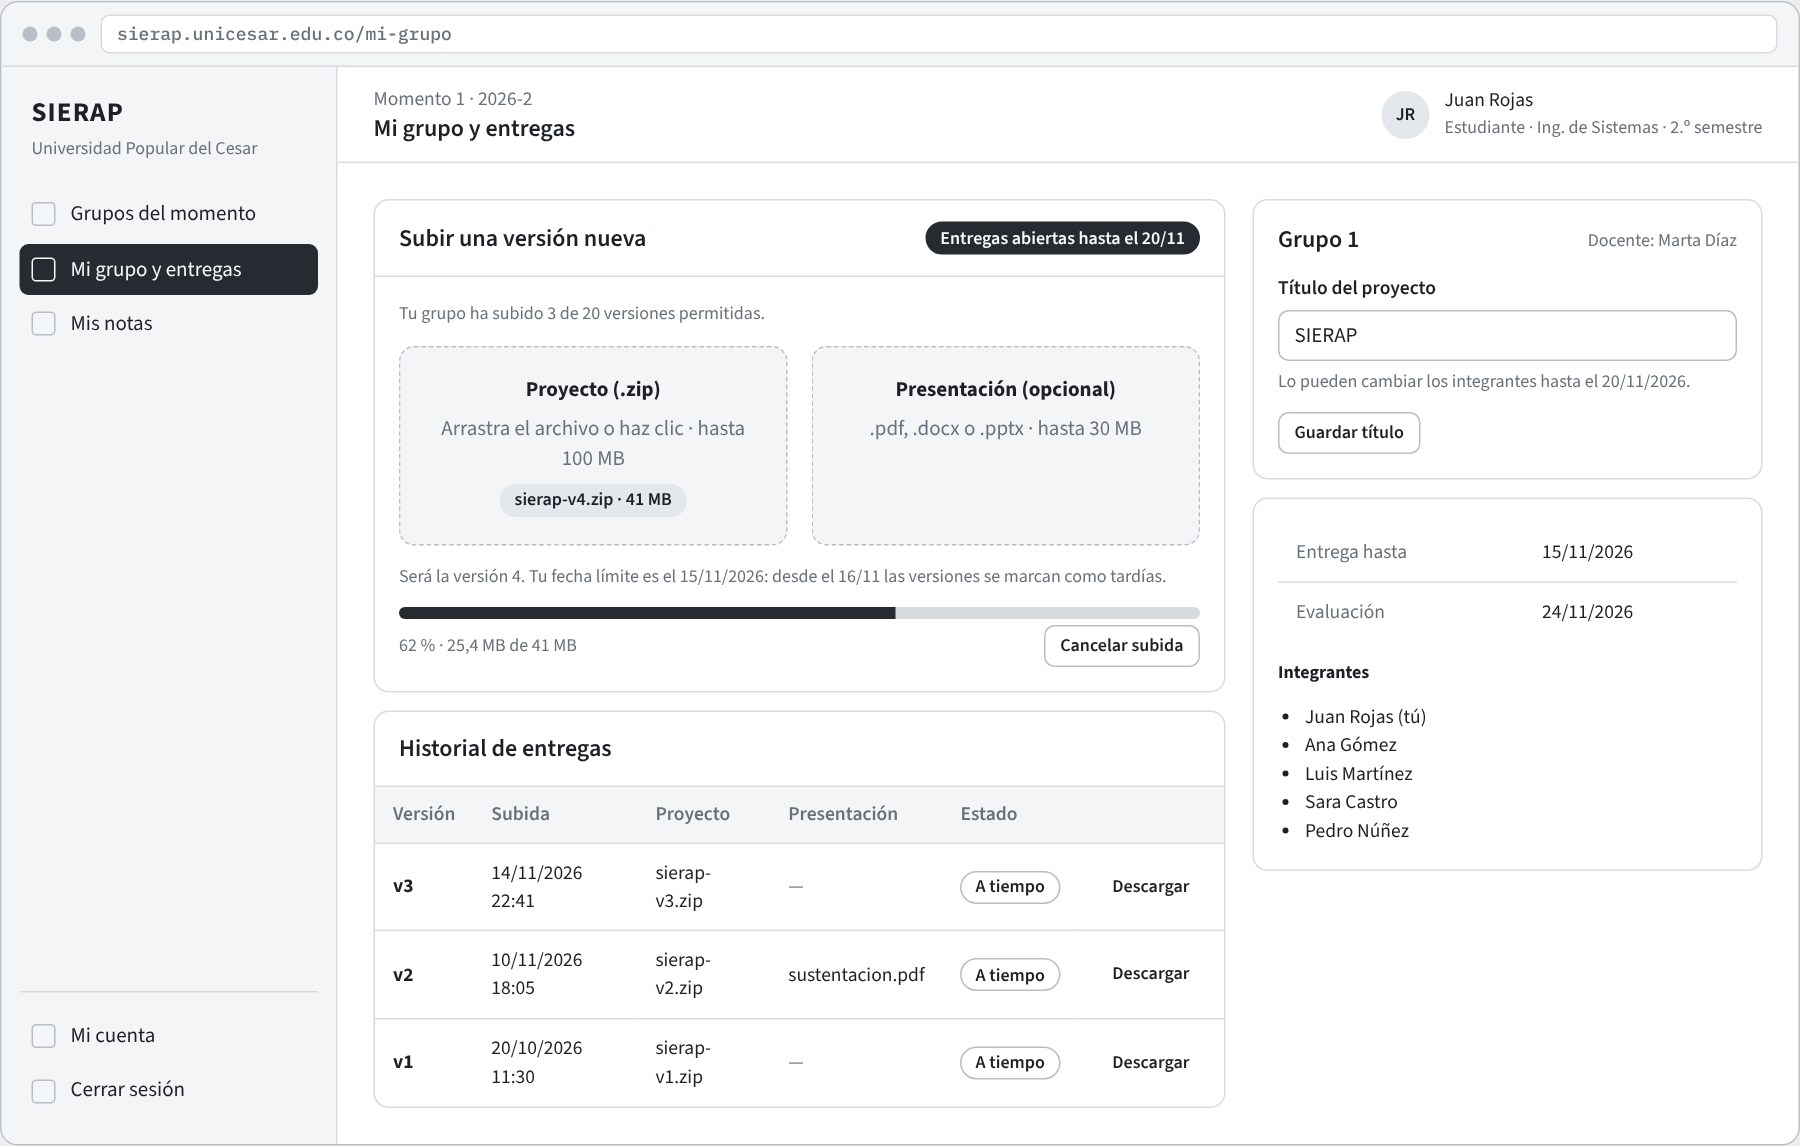 sierap.unicesar.edu.co/mi-grupo
SIERAP
Universidad Popular del Cesar
Grupos del momento
Mi grupo y entregas
Mis notas
Mi cuenta
Cerrar sesión
Momento 1 · 2026-2
Mi grupo y entregas
JR
Juan Rojas
Estudiante · Ing. de Sistemas · 2.º semestre
Subir una versión nueva
Entregas abiertas hasta el 20/11
Tu grupo ha subido 3 de 20 versiones permitidas.
Proyecto (.zip)
Arrastra el archivo o haz clic · hasta
100 MB
sierap-v4.zip · 41 MB
Presentación (opcional)
.pdf, .docx o .pptx · hasta 30 MB
Será la versión 4. Tu fecha límite es el 15/11/2026: desde el 16/11 las versiones se marcan como tardías.
62 % · 25,4 MB de 41 MB
Cancelar subida
Historial de entregas
Versión Subida Proyecto Presentación Estado
v3 14/11/2026 22:41 sierap-v3.zip — A tiempo Descargar
v2 10/11/2026 18:05 sierap-v2.zip sustentacion.pdf A tiempo Descargar
v1 20/10/2026 11:30 sierap-v1.zip — A tiempo Descargar
Grupo 1
Docente: Marta Díaz
Título del proyecto
SIERAP
Lo pueden cambiar los integrantes hasta el 20/11/2026.
Guardar título
Entrega hasta 15/11/2026
Evaluación 24/11/2026
Integrantes
• Juan Rojas (tú)
• Ana Gómez
• Luis Martínez
• Sara Castro
• Pedro Núñez